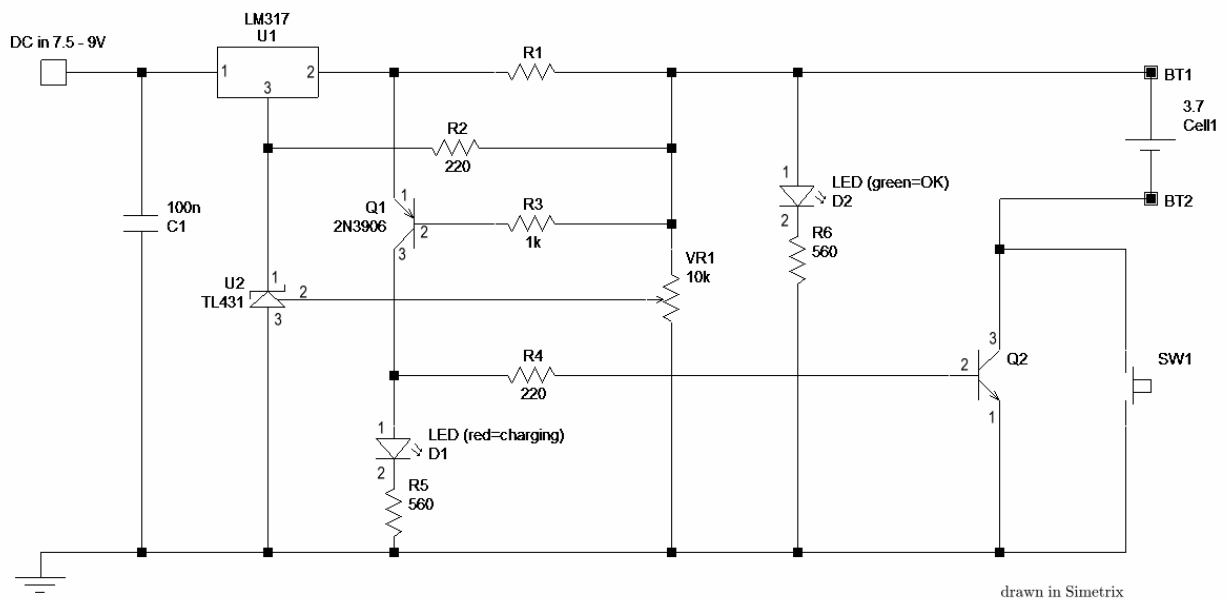 LM317
U1
DC in 7.5 - 9V
1
2
3
R1
BT1
3.7
Cell1
BT2
R2
220
100n
C1
Q1
2N3906
1
2
3
R3
1k
1
LED (green=OK)
D2
2
R6
560
VR1
10k
U2
TL431
1
2
3
R4
220
3
2
Q2
1
SW1
1
LED (red=charging)
D1
2
R5
560
drawn in Simetrix